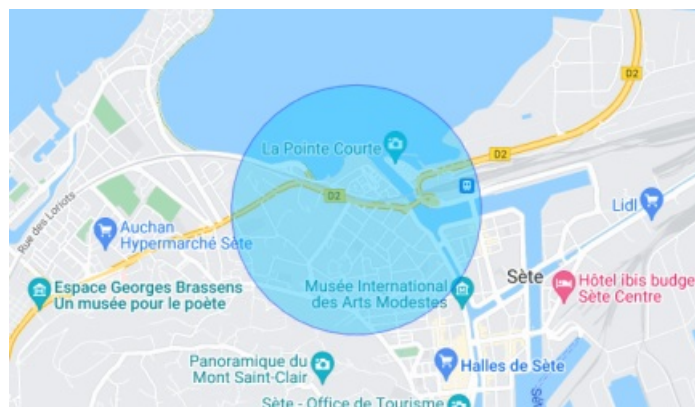 D2
La Pointe Courte
D2
D2
Lidl
Rue des Loriots
Auchan
Hypermarché Sète
Espace Georges Brassens
Un musée pour le poète
Musée International
des Arts Modestes
Sète
Hôtel ibis budge
Sète Centre
Panoramique du
Mont Saint-Clair
Halles de Sète
Sète - Office de Tourisme